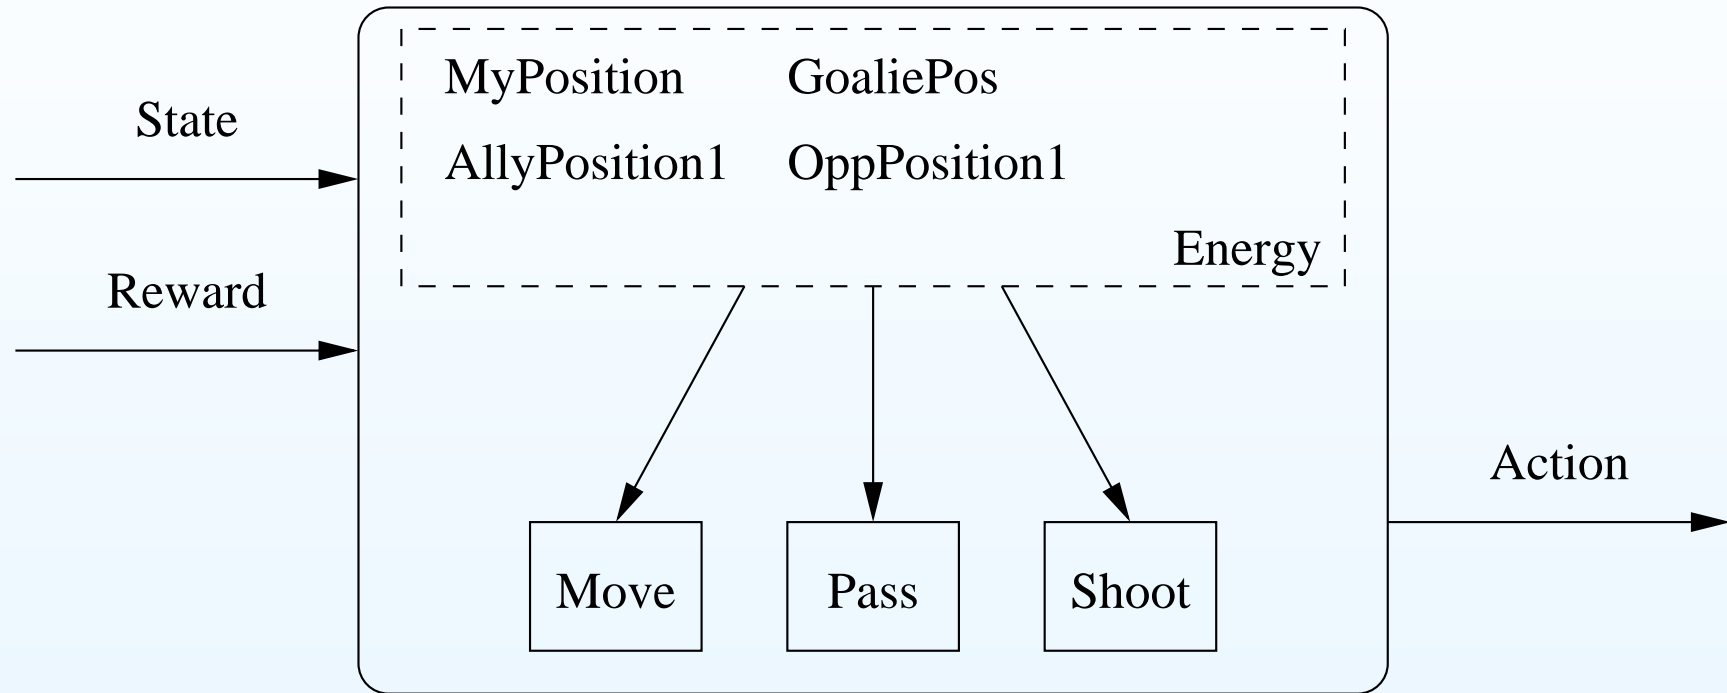 MyPosition GoaliePos
State
AllyPosition1 OppPosition1
Energy
Reward
Action
Move Pass Shoot